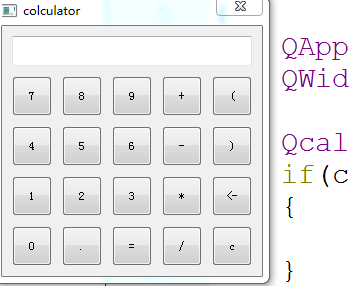 colculator
7 8 9 + (
4 5 6 - )
1 2 3 * <-
0 . = / c
QApp
QWid
Qcal
if(c
{
}